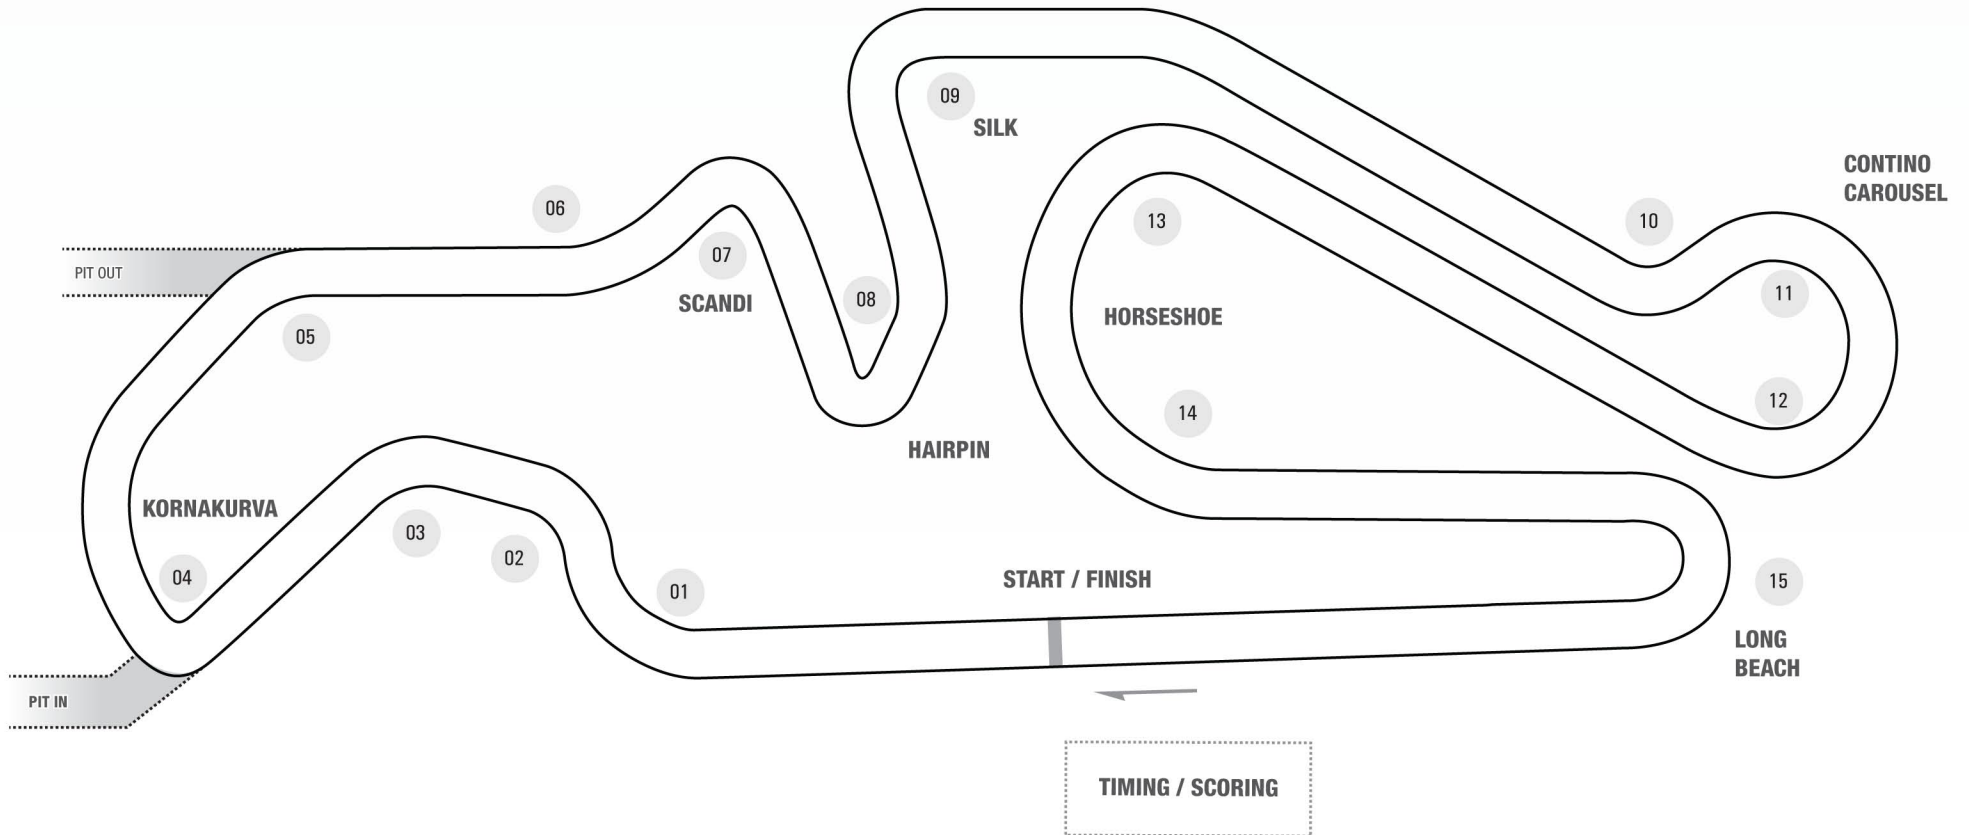 09
SILK
CONTINO
CAROUSEL
06
10
13
07
SCANDI
PIT OUT
08
11
HORSESHOE
05
12
14
HAIRPIN
KORNAKURVA
03
02
04
01
START / FINISH
15
LONG
BEACH
PIT IN
TIMING / SCORING